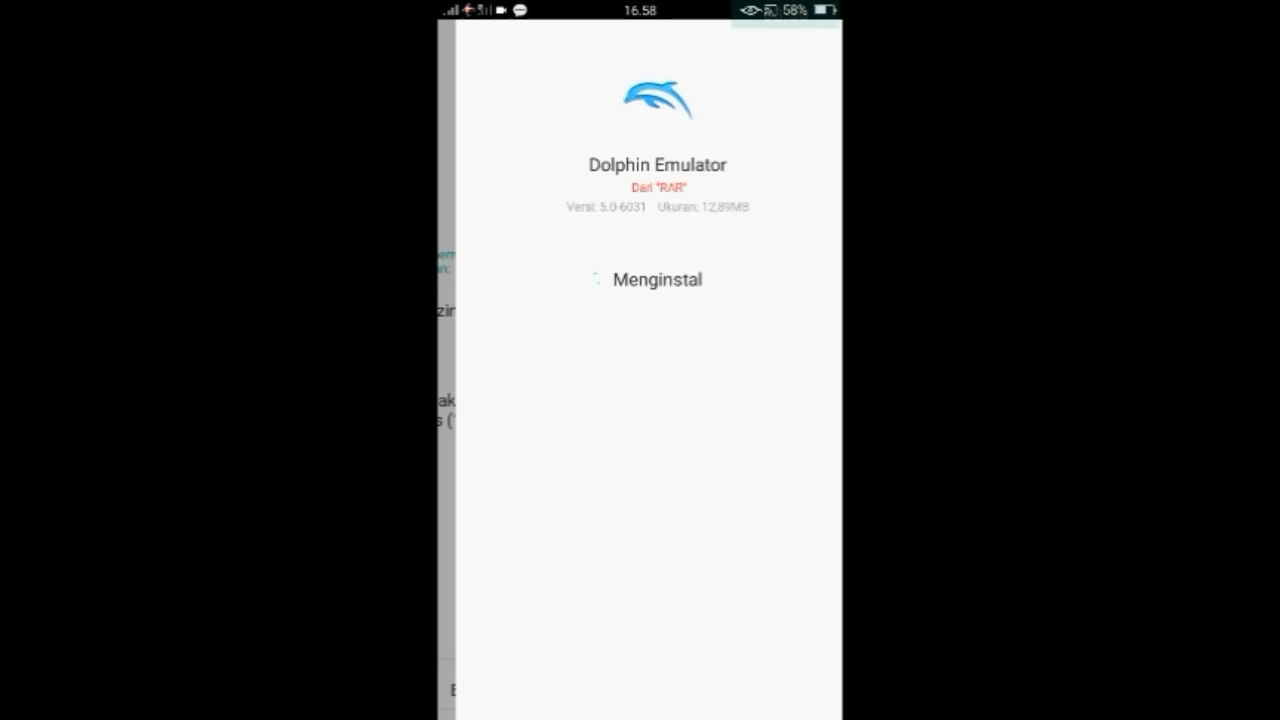 16.58
58%
Dolphin Emulator
Dari "RAR"
Versi: 5.0-6031 Ukuran: 12,89MB
Menginstal